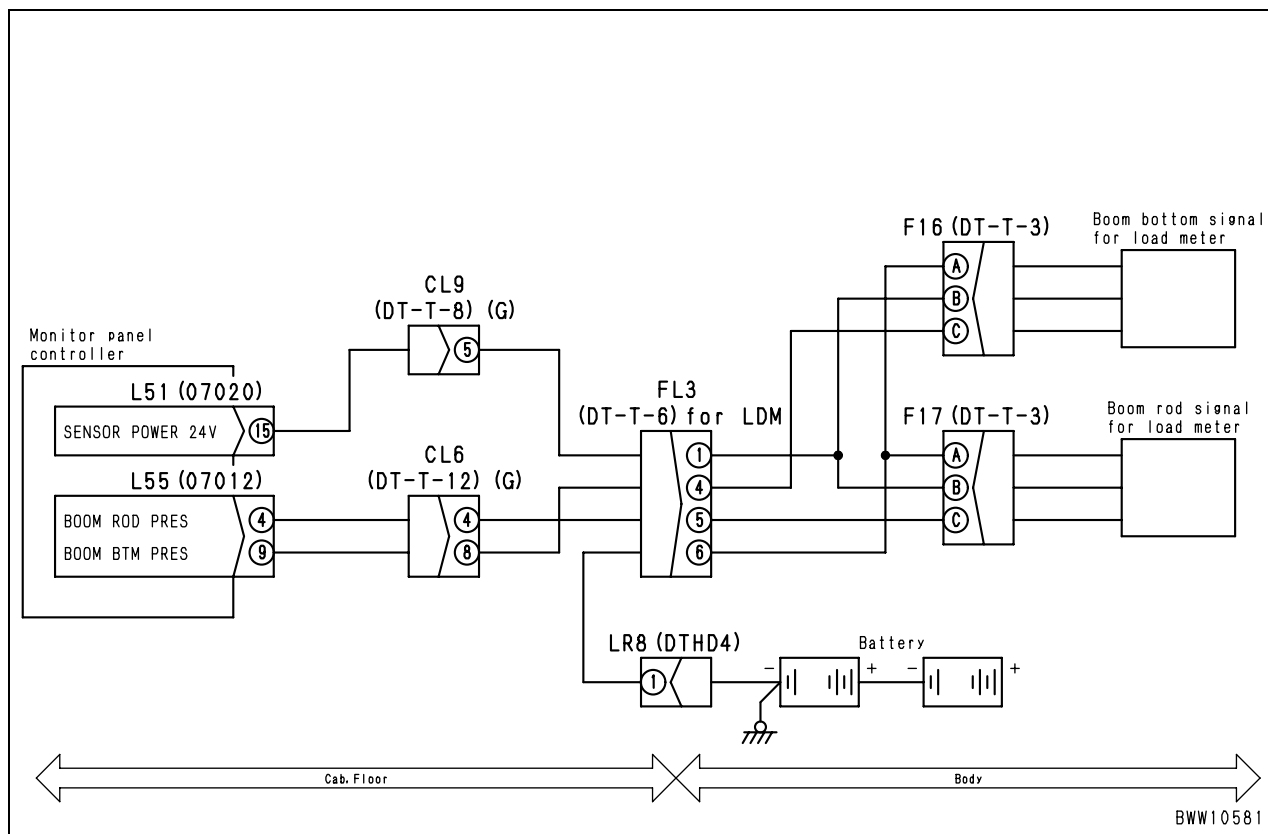 F16 (DT-T-3)
Boom bottom signal
for load meter
A
B
C
CL9
(DT-T-8) (G)
5
Monitor panel
controller
L51 (07020)
SENSOR POWER 24V
15
FL3
(DT-T-6) for LDM
1
4
5
6
F17 (DT-T-3)
Boom rod signal
for load meter
A
B
C
L55 (07012)
BOOM ROD PRES
4
BOOM BTM PRES
9
CL6
(DT-T-12) (G)
4
8
LR8 (DTHD4)
1
Battery
- +
- +
Cab.Floor
Body
BWW10581